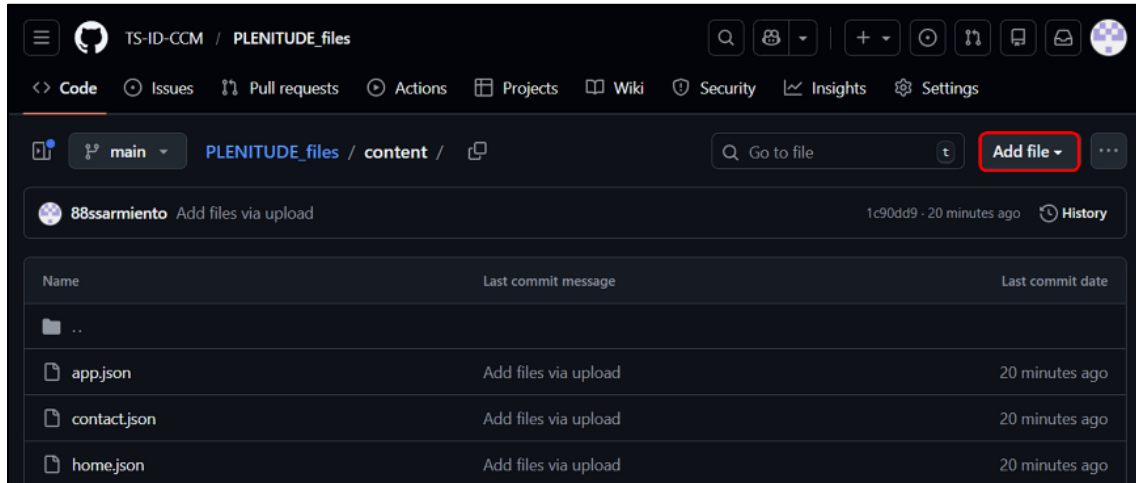 TS-ID-CCM / PLENITUDE_files
<> Code Issues Pull requests Actions Projects Wiki Security Insights Settings
main PLENITUDE_files / content / Go to file t Add file ...
88ssarmiento Add files via upload 1c90dd9 · 20 minutes ago History
Name Last commit message Last commit date
..
app.json Add files via upload 20 minutes ago
contact.json Add files via upload 20 minutes ago
home.json Add files via upload 20 minutes ago